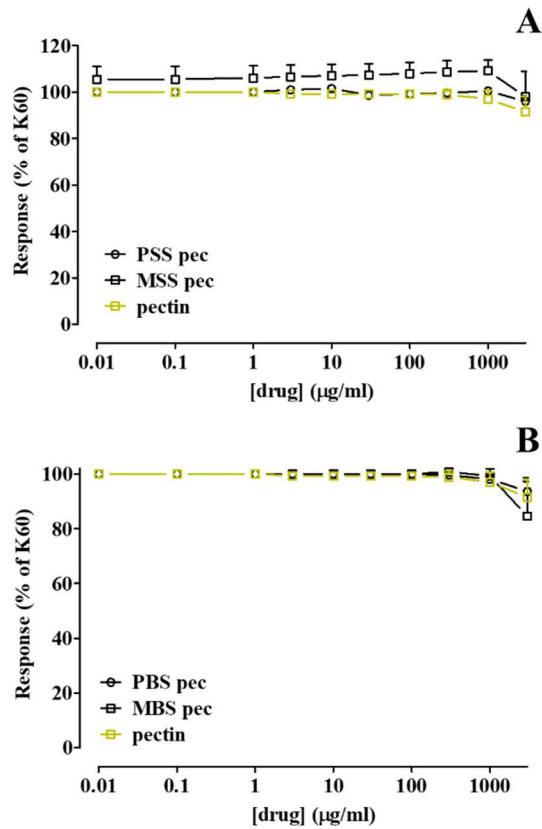 A
Response (% of K60)
120
100
80
60
40
20
0
PSS pec
MSS pec
pectin
0.01 0.1 1 10 100 1000
[drug] (μg/ml)
B
Response (% of K60)
100
80
60
40
20
0
PBS pec
MBS pec
pectin
0.01 0.1 1 10 100 1000
[drug] (μg/ml)